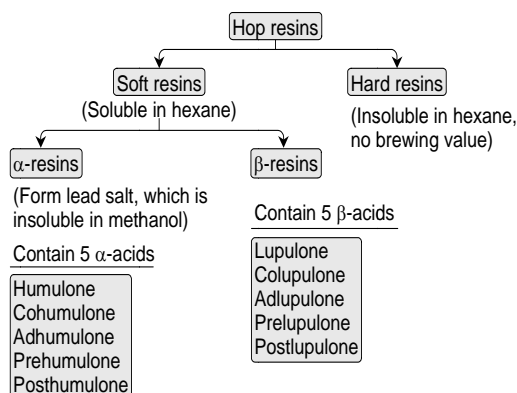 Hop resins
Soft resins
Hard resins
(Soluble in hexane)
(Insoluble in hexane,
no brewing value)
α-resins
β-resins
(Form lead salt, which is
insoluble in methanol)
Contain 5 α-acids
Humulone
Cohumulone
Adhumulone
Prehumulone
Posthumulone
Contain 5 β-acids
Lupulone
Colupulone
Adlupulone
Prelupulone
Postlupulone